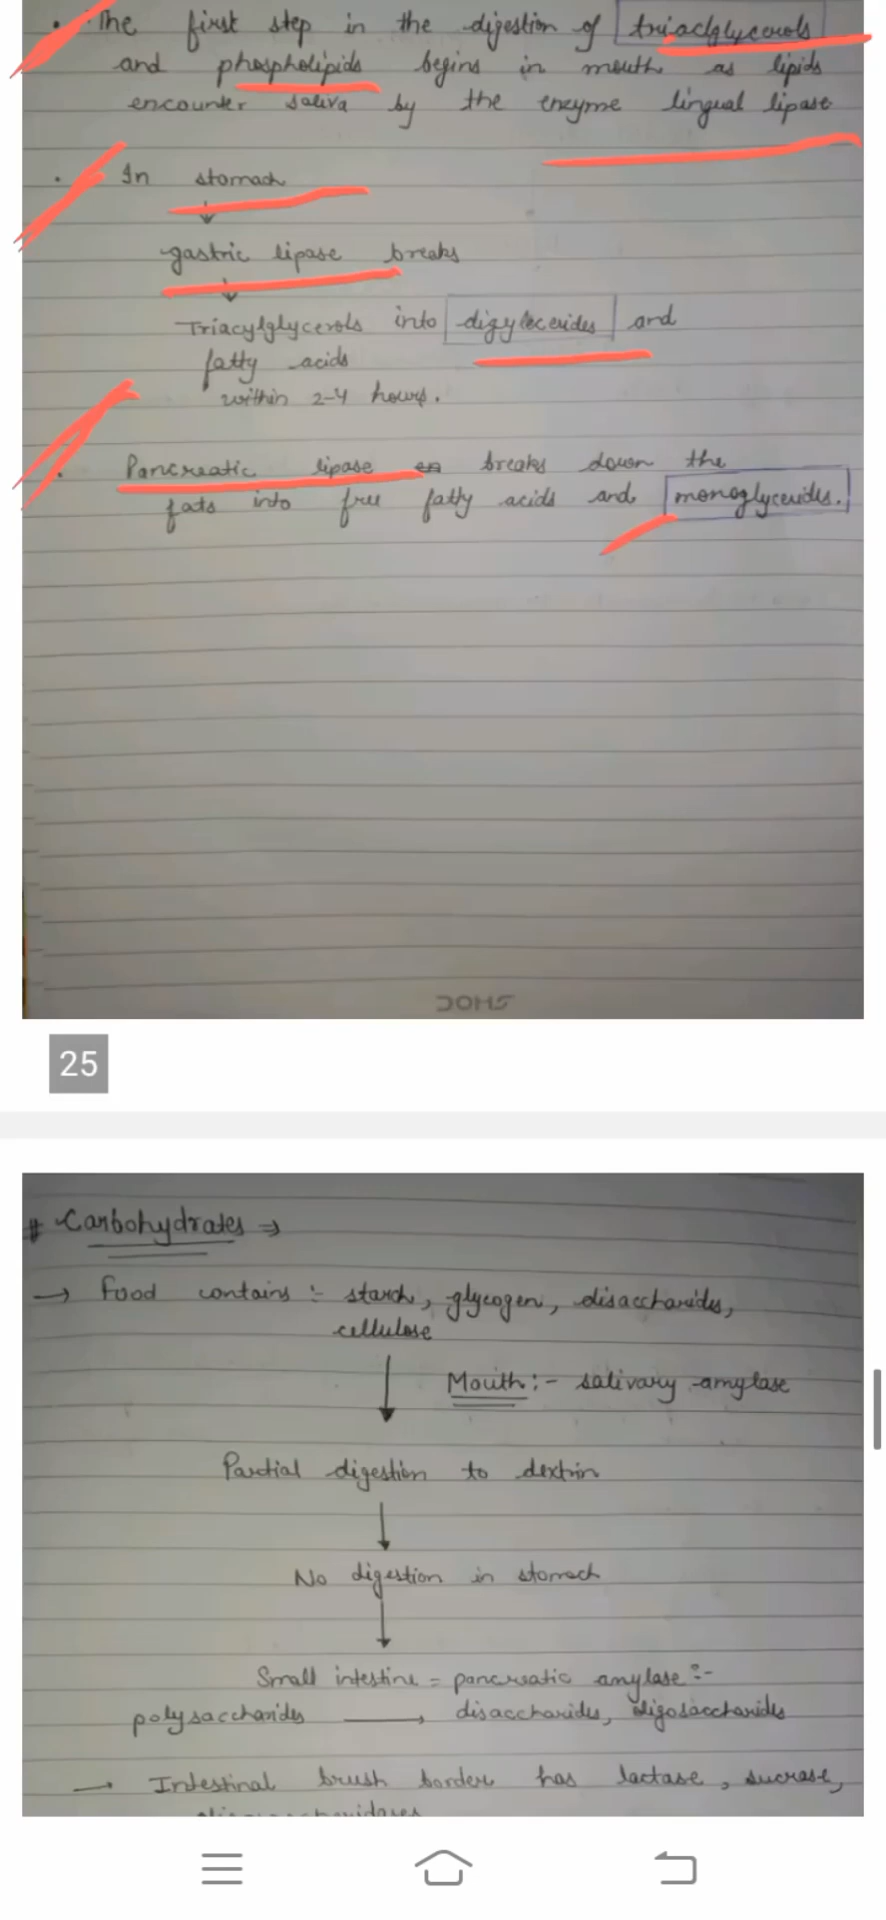 • The first step in the digestion of triaclglycerols
and phospholipids begins in mouth as lipids
encounter saliva by the enzyme lingual lipase
• In stomach
gastric lipase breaks
Triacylglycerols into digylecerides and
fatty acids
within 2-4 hours.
• Pancreatic lipase en breaks down the
fats into free fatty acids and monoglycerides.
DOMS
25
# Carbohydrates ⇒
→ Food contains :- starch, glycogen, disaccharides,
cellulose
Mouth :- salivary amylase
Partial digestion to dextrin
No digestion in stomach
Small intestine = pancreatic amylase :-
polysaccharides → disaccharides, oligosaccharides
→ Intestinal brush border has lactase, sucrase,